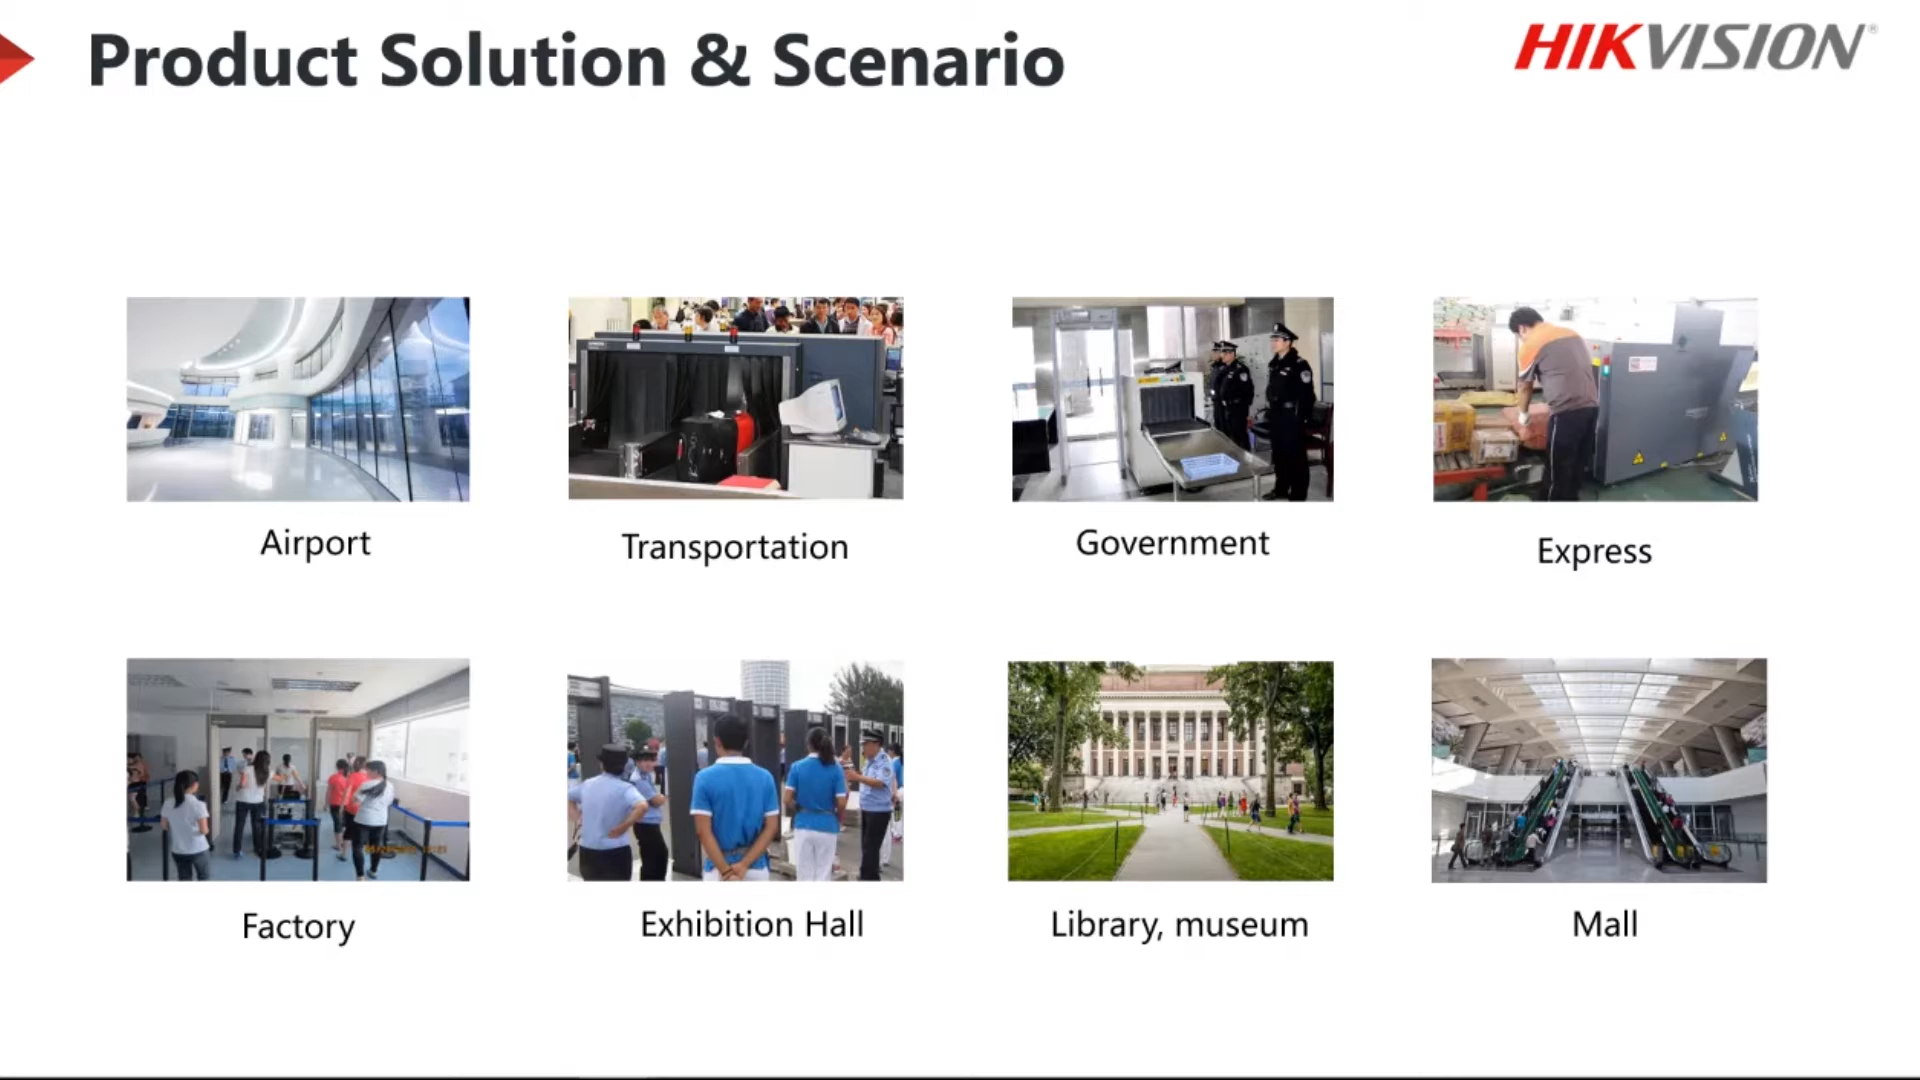 Product Solution & Scenario
HIKVISION®
Airport
Transportation
Government
Express
Factory
Exhibition Hall
Library, museum
Mall